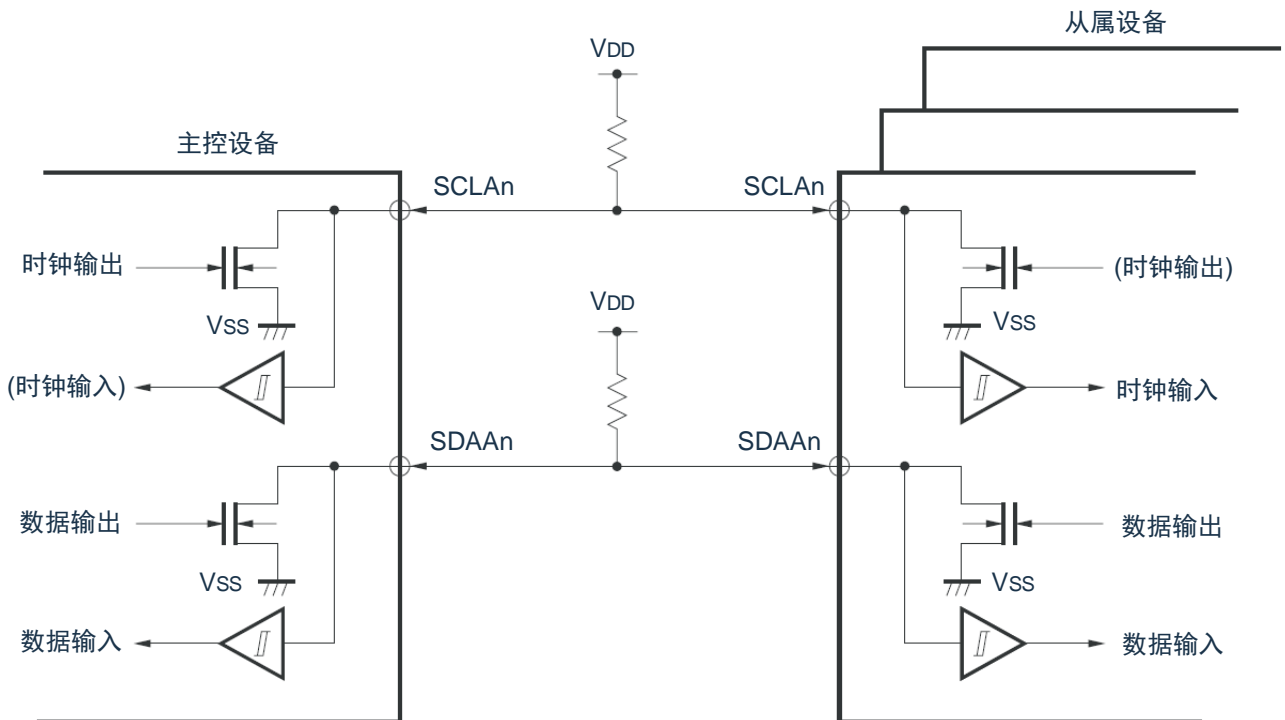 从属设备
VDD
主控设备
SCLAn
SCLAn
时钟输出
(时钟输出)
VDD
VSS
VSS
(时钟输入)
时钟输入
SDAAn
SDAAn
数据输出
数据输出
VSS
VSS
数据输入
数据输入